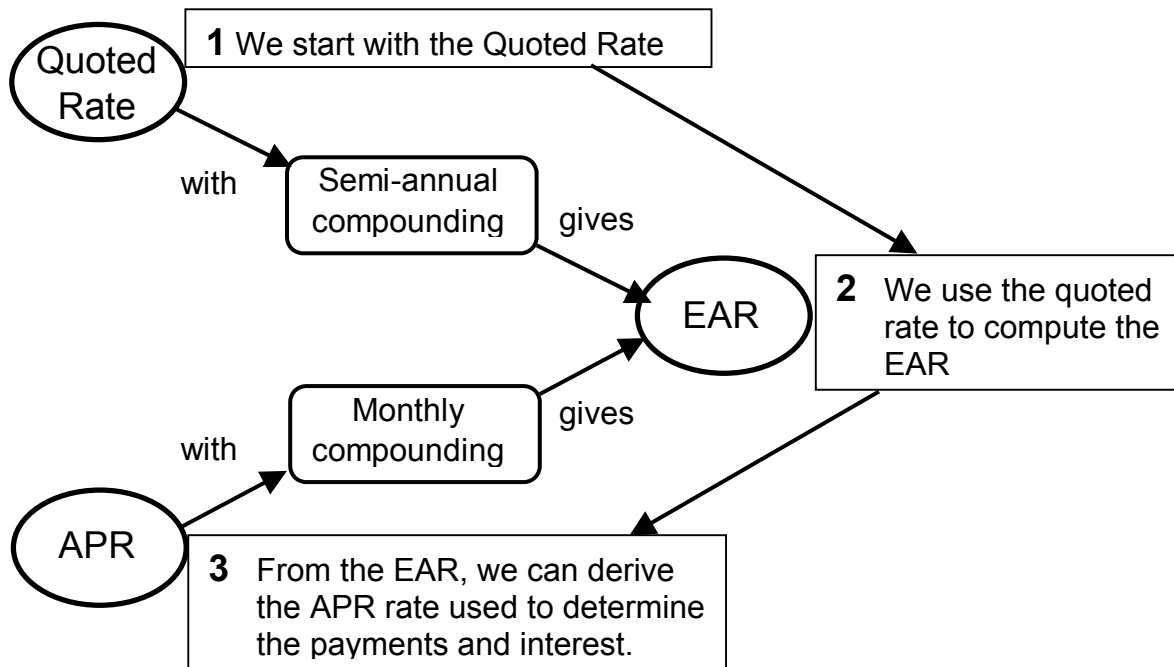 Quoted
Rate
1 We start with the Quoted Rate
with
Semi-annual
compounding
gives
EAR
2 We use the quoted
rate to compute the
EAR
Monthly
compounding
gives
with
APR
3 From the EAR, we can derive
the APR rate used to determine
the payments and interest.